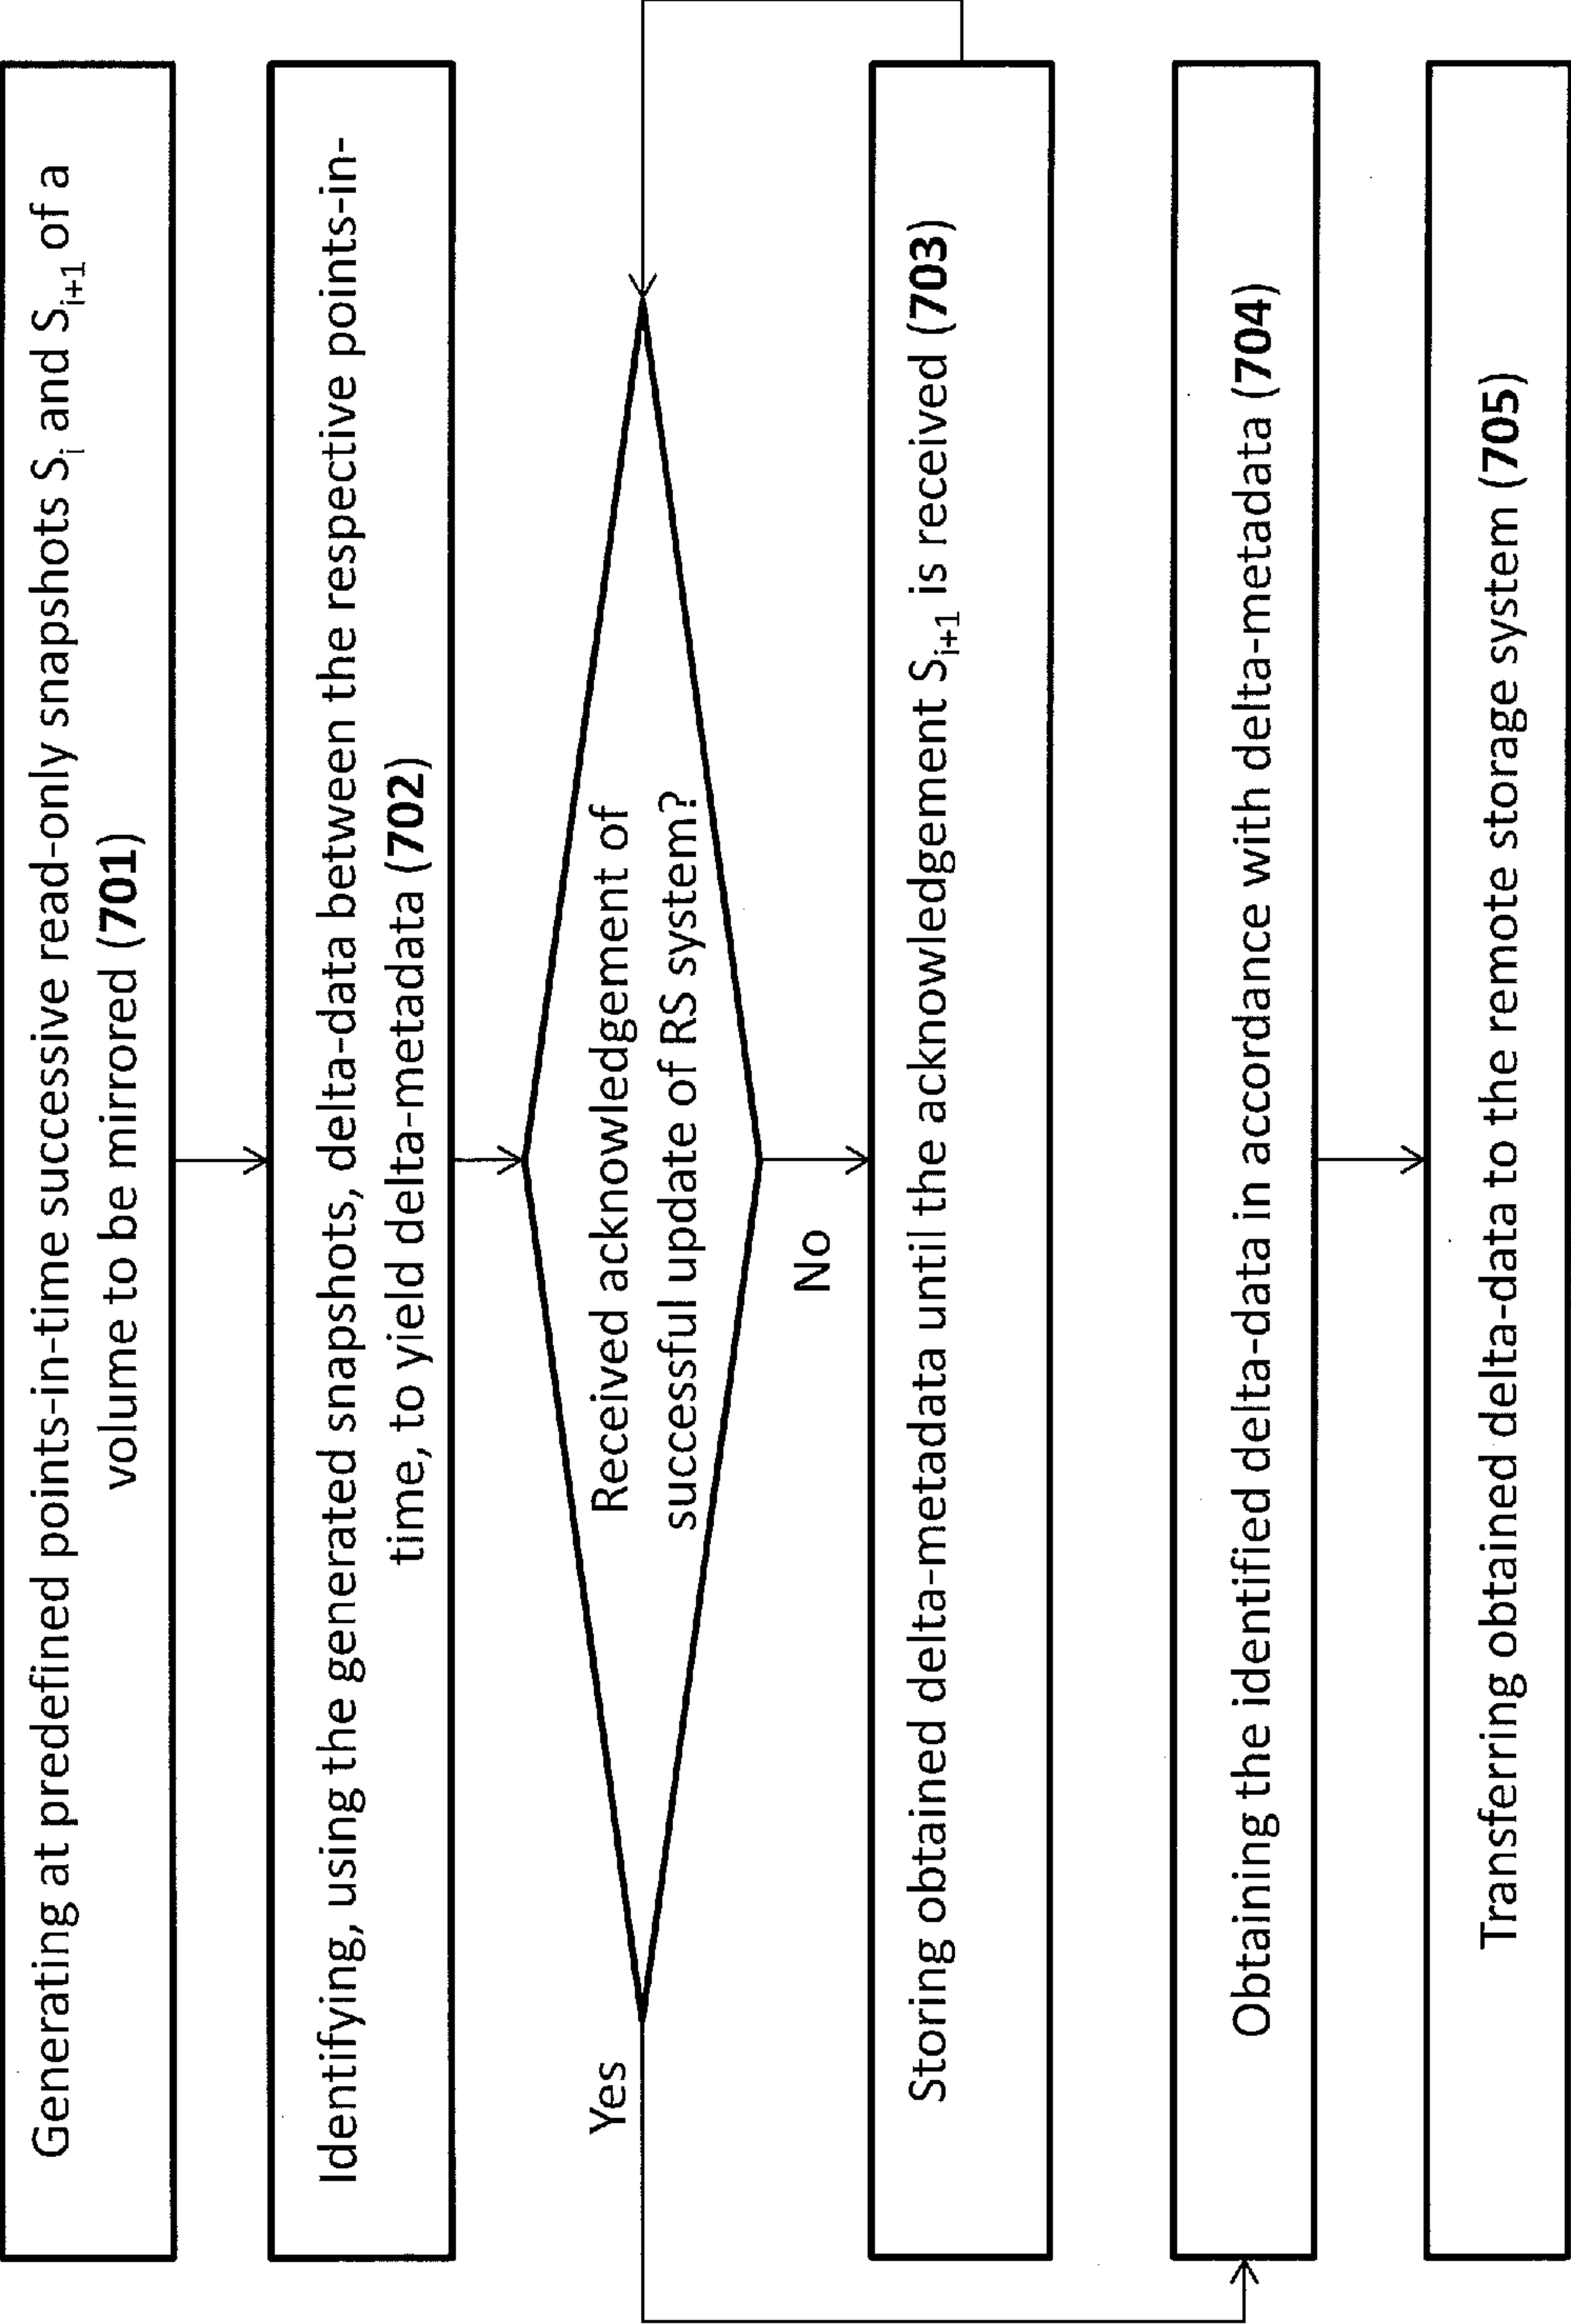 Generating at predefined points-in-time successive read-only snapshots Si and Si+1 of a
volume to be mirrored (701)
Identifying, using the generated snapshots, delta-data between the respective points-in-
time, to yield delta-metadata (702)
Received acknowledgement of
successful update of RS system?
Yes
No
Storing obtained delta-metadata until the acknowledgement Si+1 is received (703)
Obtaining the identified delta-data in accordance with delta-metadata (704)
Transferring obtained delta-data to the remote storage system (705)